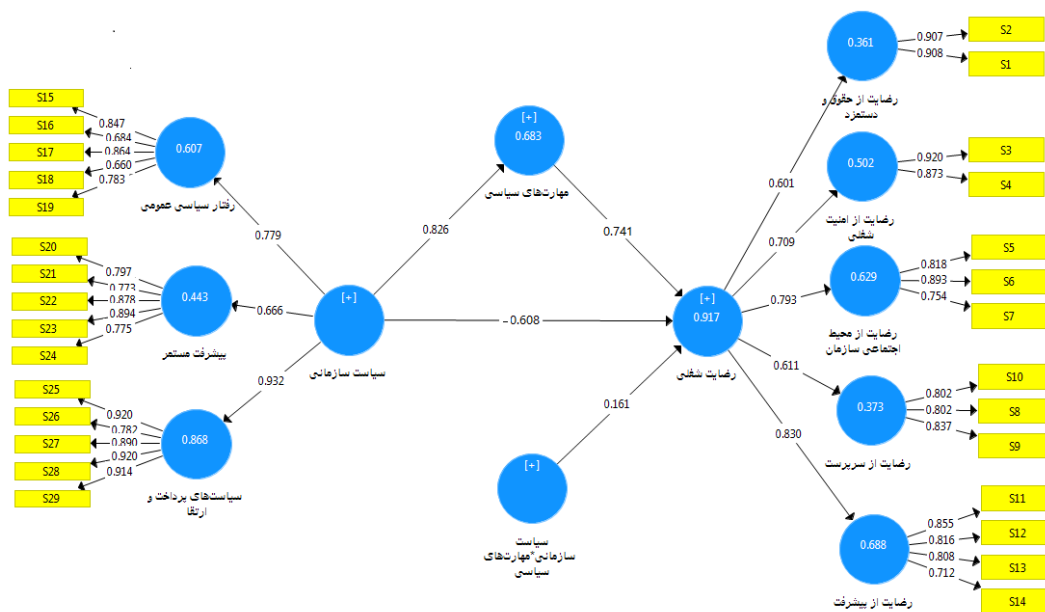 S15
S16
S17
S18
S19
0.847
0.684
0.864
0.660
0.783
0.607
رفتار سیاسی عمومی
0.779
S20
S21
S22
S23
S24
0.797
0.773
0.878
0.894
0.775
0.443
پیشرفت مستمر
0.666
S25
S26
S27
S28
S29
0.920
0.782
0.890
0.920
0.914
0.868
سیاست‌های پرداخت و
ارتقا
0.932
[+]
سیاست سازمانی
0.826
-0.608
[+]
0.683
مهارت‌های سیاسی
0.741
[+]
سیاست
سازمانی*مهارت‌های
سیاسی
0.161
[+]
0.917
رضایت شغلی
0.601
0.709
0.793
0.611
0.830
0.361
رضایت از حقوق و
دستمزد
0.907
0.908
S2
S1
0.502
رضایت از امنیت
شغلی
0.920
0.873
S3
S4
0.629
رضایت از محیط
اجتماعی سازمان
0.818
0.893
0.754
S5
S6
S7
0.373
رضایت از سرپرست
0.802
0.802
0.837
S10
S8
S9
0.688
رضایت از پیشرفت
0.855
0.816
0.808
0.712
S11
S12
S13
S14